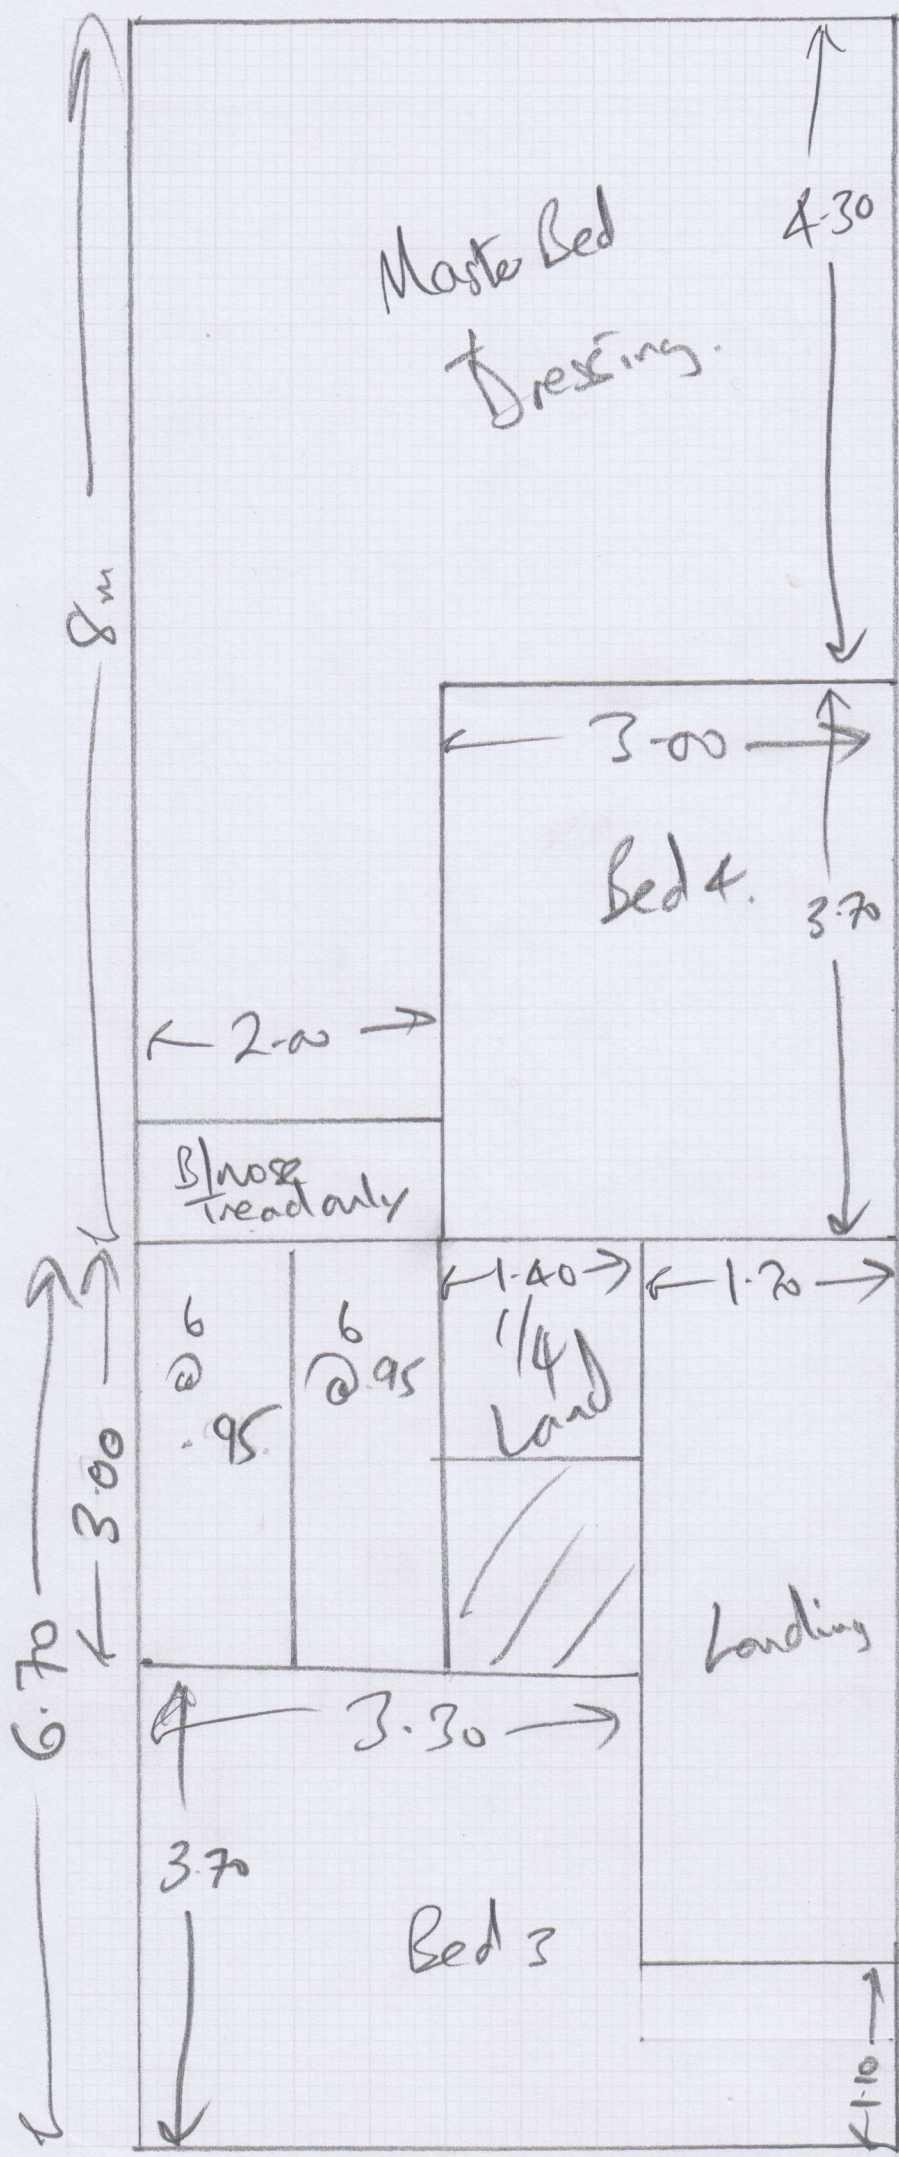 4.30
Master Bed
Dressing.
8m
3.00
Bed 4.
3.70
2.00
B/nose
Tread only
6
@
.95
6
@.95
1.40
1/4
Land
1.70
3.00
6.70
Landing
3.30
3.70
Bed 3
1.10